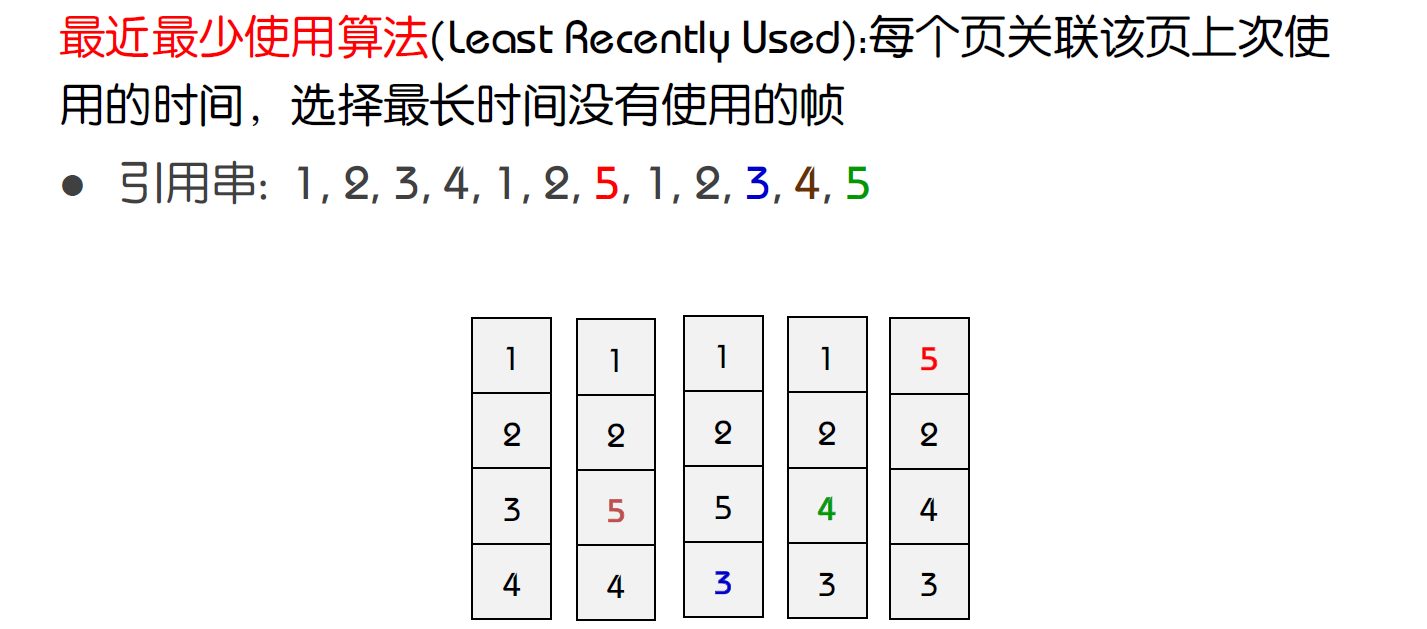 最近最少使用算法(Least Recently Used):每个页关联该页上次使
用的时间，选择最长时间没有使用的帧
● 引用串: 1, 2, 3, 4, 1, 2, 5, 1, 2, 3, 4, 5
1 1 1 1 5
2 2 2 2 2
3 5 5 4 4
4 4 3 3 3